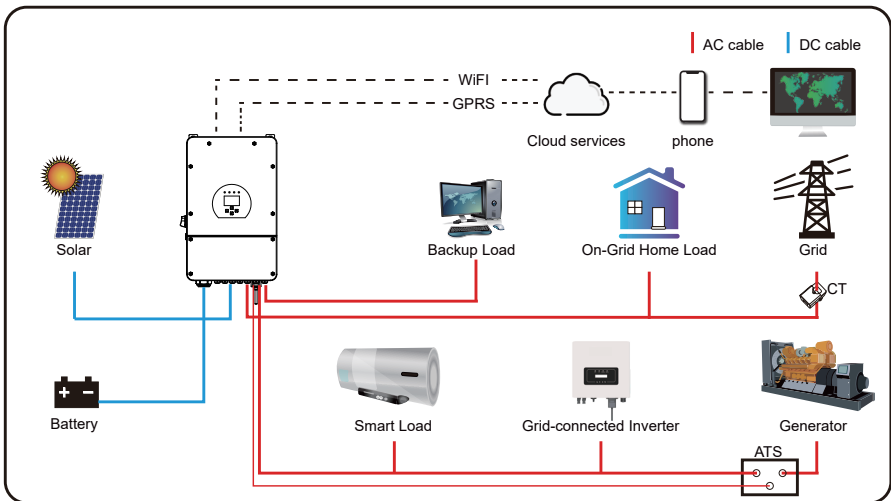 AC cable
DC cable
WiFI
GPRS
Cloud services
phone
Solar
Backup Load
On-Grid Home Load
Grid
CT
Battery
Smart Load
Grid-connected Inverter
Generator
ATS